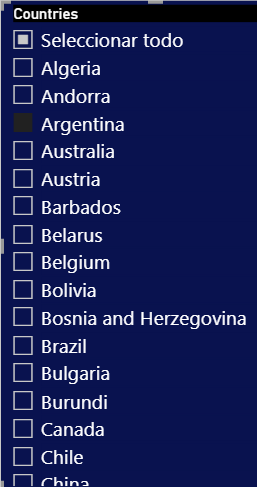 Countries
Seleccionar todo
Algeria
Andorra
Argentina
Australia
Austria
Barbados
Belarus
Belgium
Bolivia
Bosnia and Herzegovina
Brazil
Bulgaria
Burundi
Canada
Chile
China